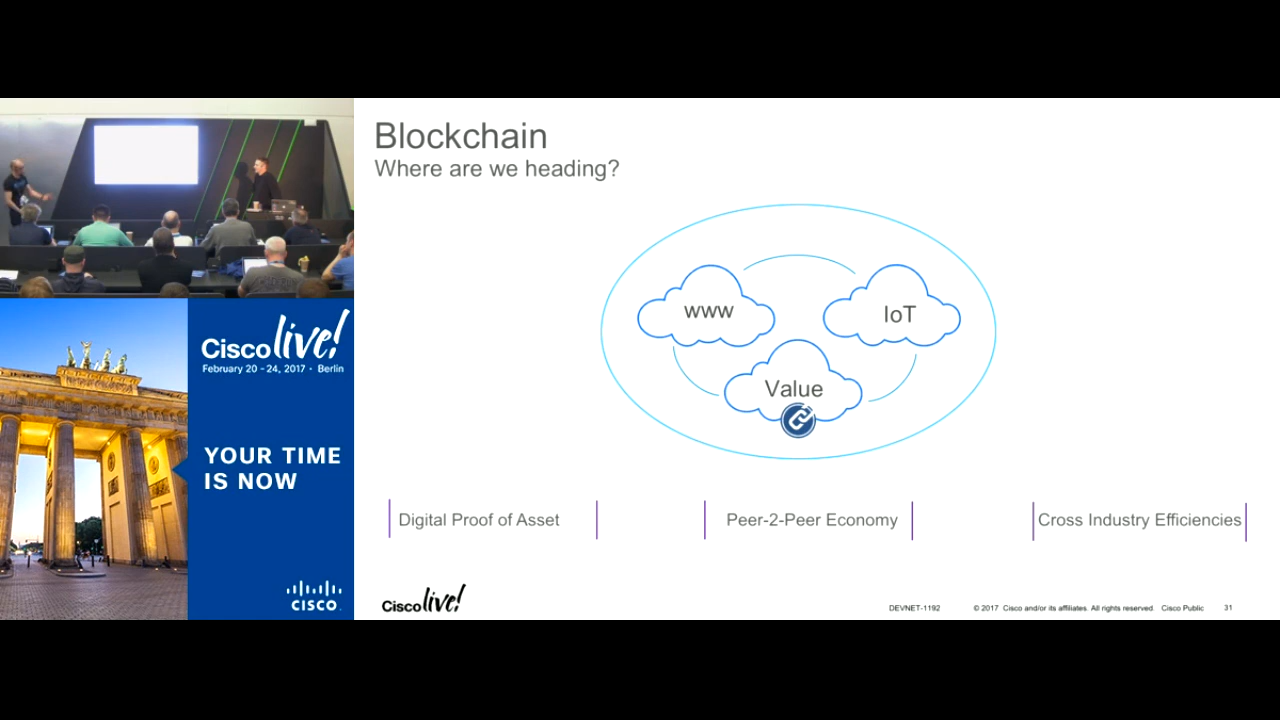 Blockchain
Where are we heading?
www
IoT
Value
Digital Proof of Asset
Peer-2-Peer Economy
Cross Industry Efficiencies
Cisco live!
February 20 - 24, 2017 • Berlin
YOUR TIME
IS NOW
CISCO
Cisco live!
DEVNET-1192
© 2017 Cisco and/or its affiliates. All rights reserved. Cisco Public
31